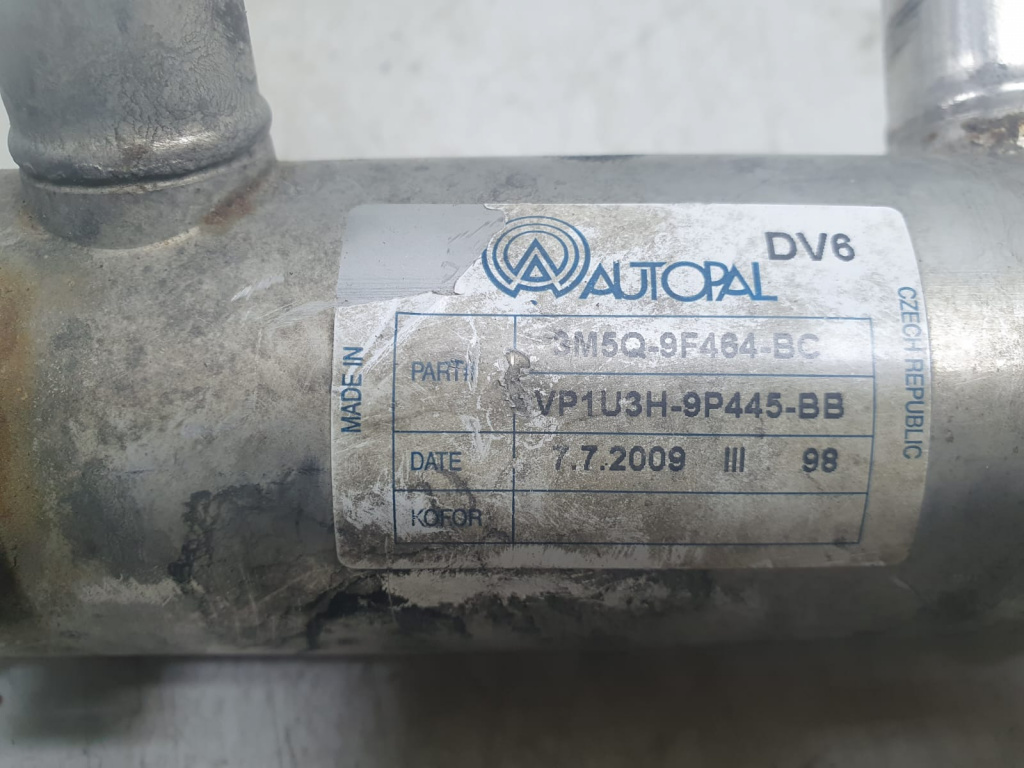 AUTOPAL
DV6
MADE IN
CZECH REPUBLIC
PART
3M5Q-9F464-BC
VP1U3H-9P445-BB
DATE 7.7.2009 III 98
KOFOR